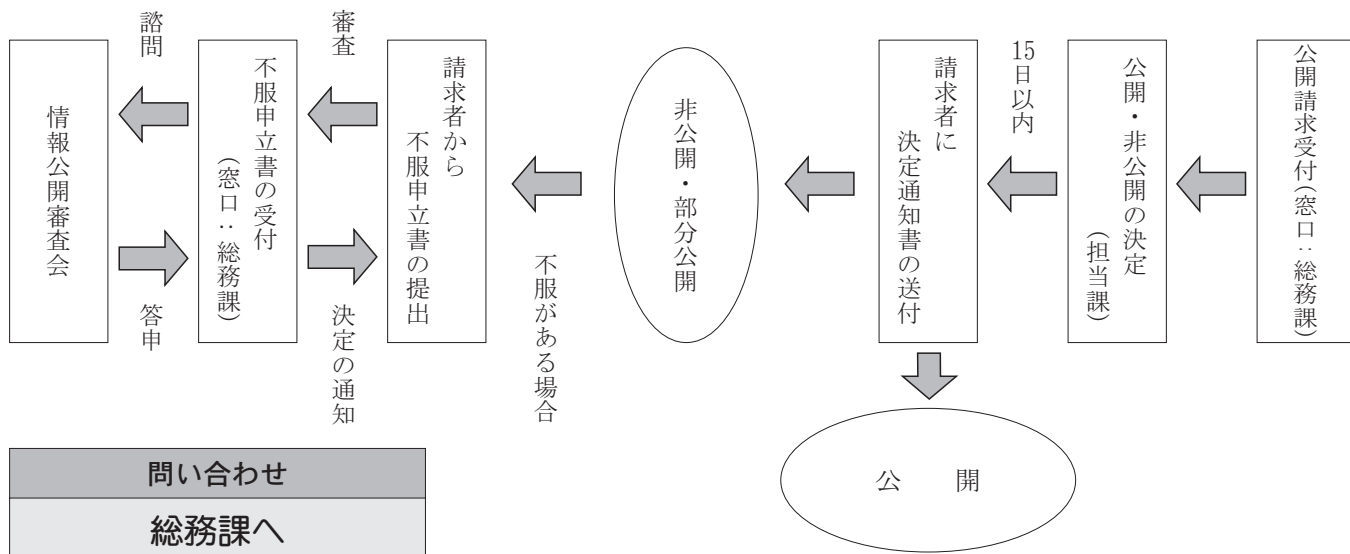 公開請求受付(窓口：総務課)
公開・非公開の決定
(担当課)
15日以内
請求者に
決定通知書の送付
公　開
非公開・部分公開
不服がある場合
請求者から
不服申立書の提出
審査
決定の通知
不服申立書の受付
(窓口：総務課)
諮問
答申
情報公開審査会
問い合わせ
総務課へ